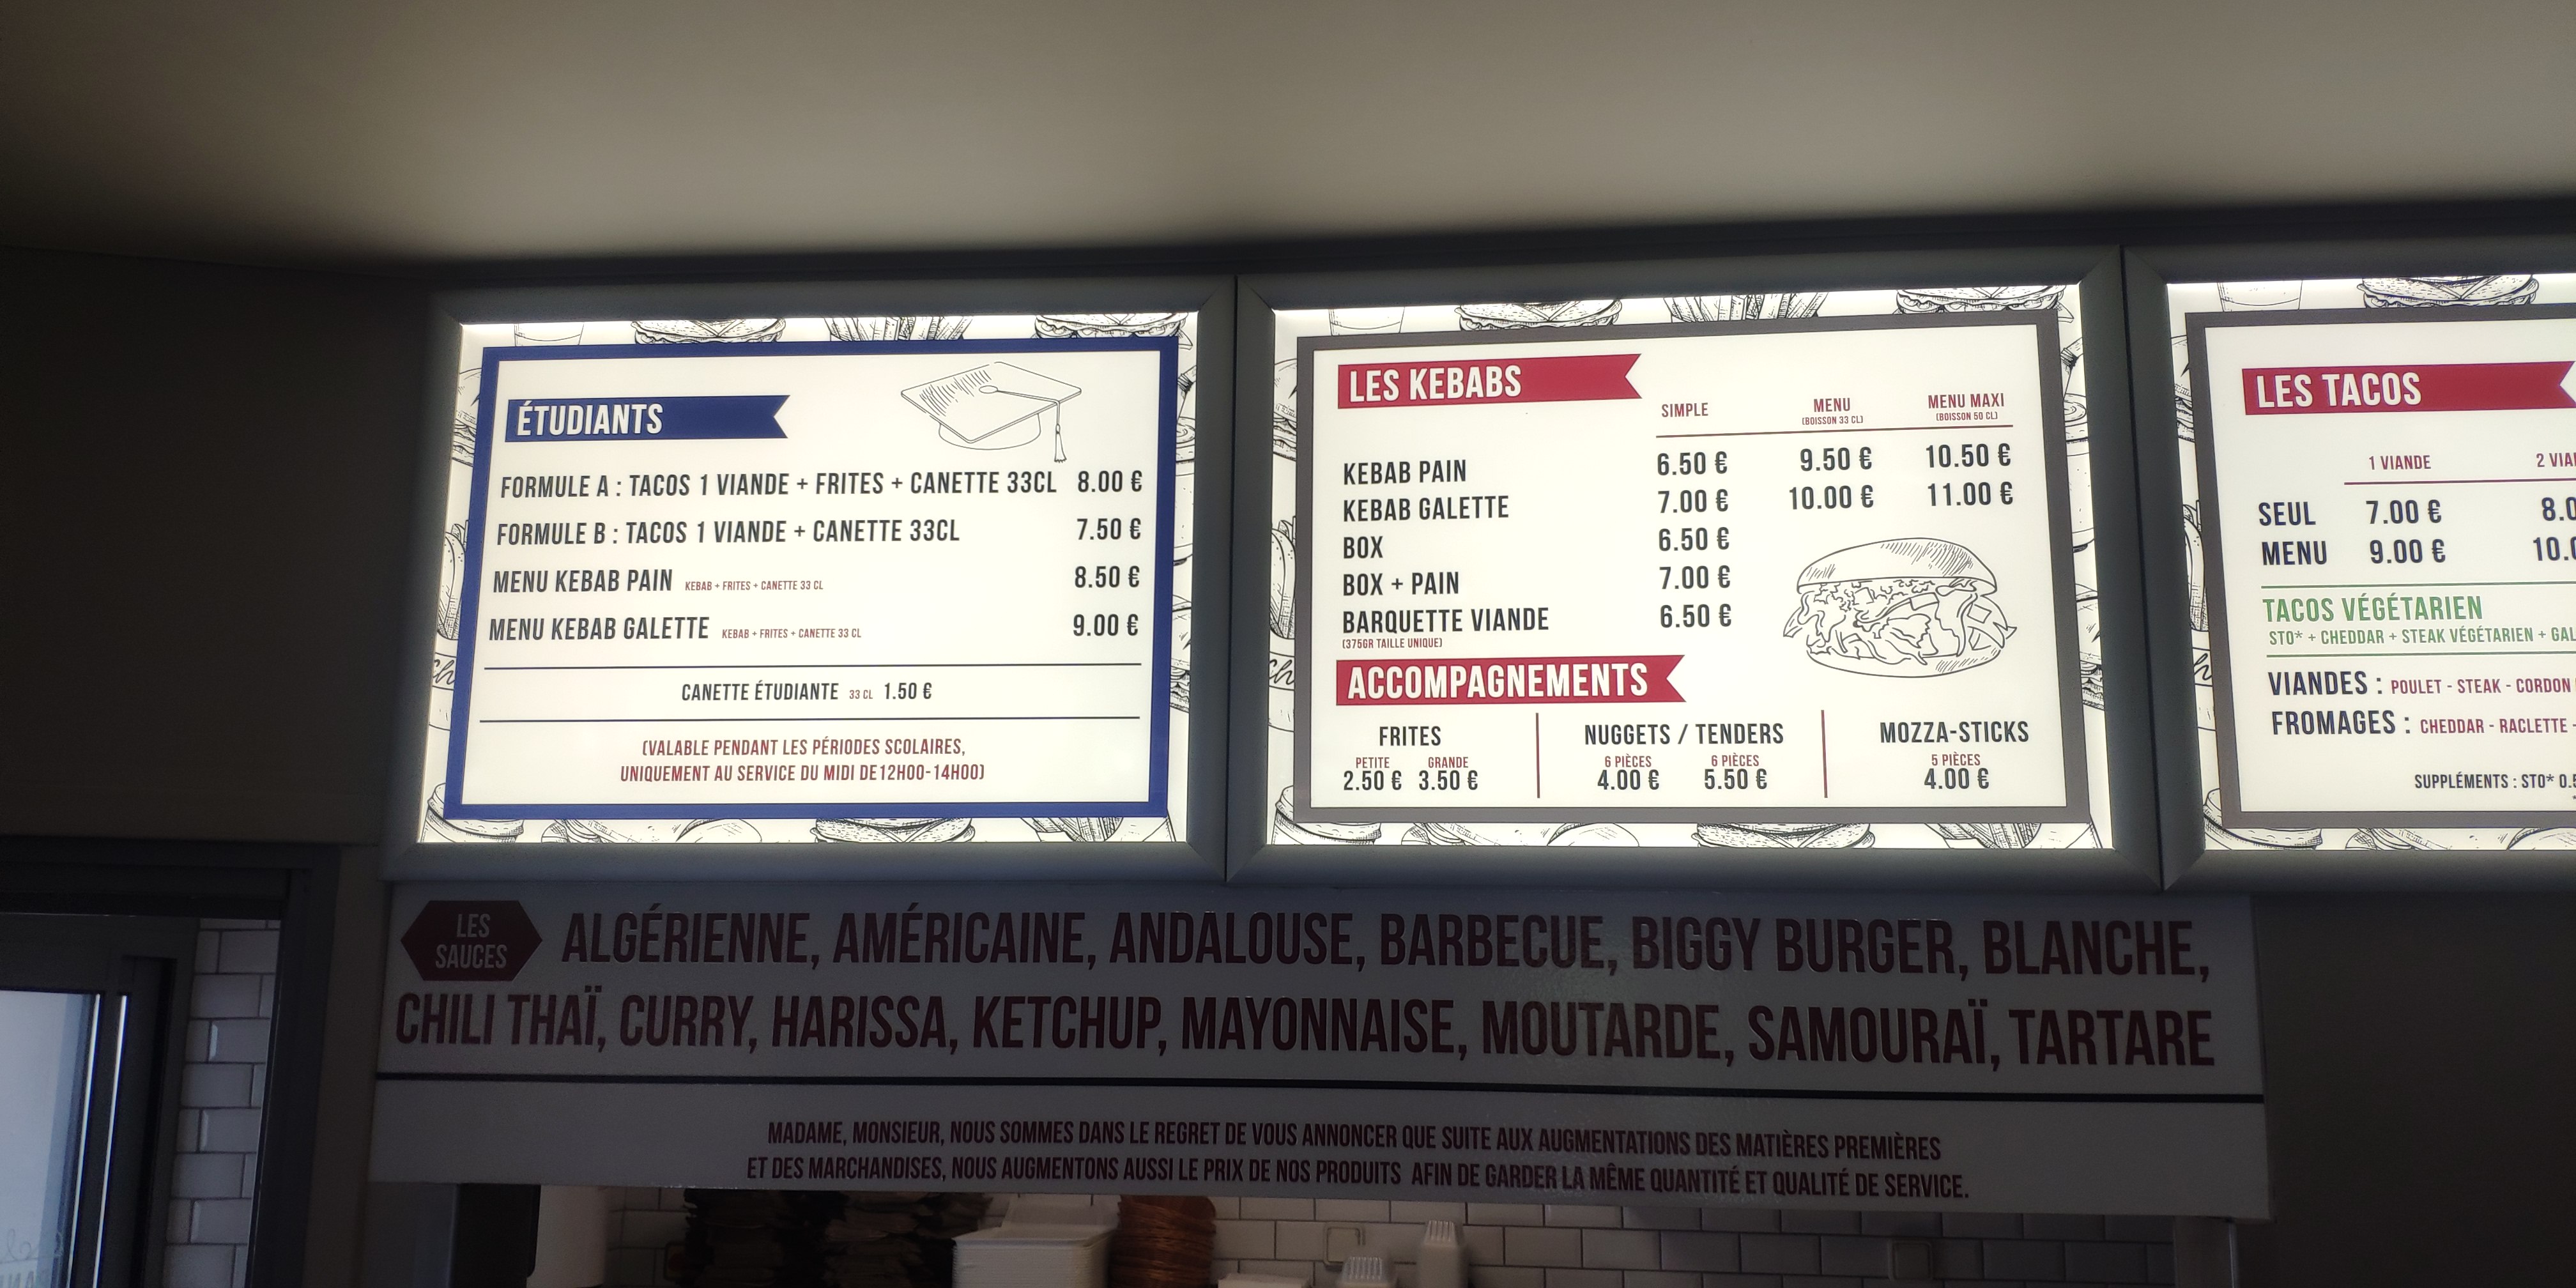 ÉTUDIANTS
FORMULE A : TACOS 1 VIANDE + FRITES + CANETTE 33CL 8.00 €
FORMULE B : TACOS 1 VIANDE + CANETTE 33CL 7.50 €
MENU KEBAB PAIN KEBAB + FRITES + CANETTE 33 CL 8.50 €
MENU KEBAB GALETTE KEBAB + FRITES + CANETTE 33 CL 9.00 €
CANETTE ÉTUDIANTE 33 CL 1.50 €
(VALABLE PENDANT LES PÉRIODES SCOLAIRES,
UNIQUEMENT AU SERVICE DU MIDI DE12H00-14H00)
LES KEBABS
SIMPLE MENU MENU MAXI
(BOISSON 33 CL) (BOISSON 50 CL)
KEBAB PAIN 6.50 € 9.50 € 10.50 €
KEBAB GALETTE 7.00 € 10.00 € 11.00 €
BOX 6.50 €
BOX + PAIN 7.00 €
BARQUETTE VIANDE 6.50 €
(375GR TAILLE UNIQUE)
ACCOMPAGNEMENTS
FRITES NUGGETS / TENDERS MOZZA-STICKS
PETITE GRANDE 6 PIÈCES 6 PIÈCES 5 PIÈCES
2.50 € 3.50 € 4.00 € 5.50 € 4.00 €
LES TACOS
1 VIANDE 2
SEUL 7.00 €
MENU 9.00 €
TACOS VÉGÉTARIEN
STO* + CHEDDAR + STEAK VÉGÉTARIEN +
VIANDES : POULET - STEAK - CORDON
FROMAGES : CHEDDAR - RACLETTE -
SUPPLÉMENTS : STO*
LES
SAUCES
ALGÉRIENNE, AMÉRICAINE, ANDALOUSE, BARBECUE, BIGGY BURGER, BLANCHE,
CHILI THAÏ, CURRY, HARISSA, KETCHUP, MAYONNAISE, MOUTARDE, SAMOURAÏ, TARTARE
MADAME, MONSIEUR, NOUS SOMMES DANS LE REGRET DE VOUS ANNONCER QUE SUITE AUX AUGMENTATIONS DES MATIÈRES PREMIÈRES
ET DES MARCHANDISES, NOUS AUGMENTONS AUSSI LE PRIX DE NOS PRODUITS AFIN DE GARDER LA MÊME QUANTITÉ ET QUALITÉ DE SERVICE.